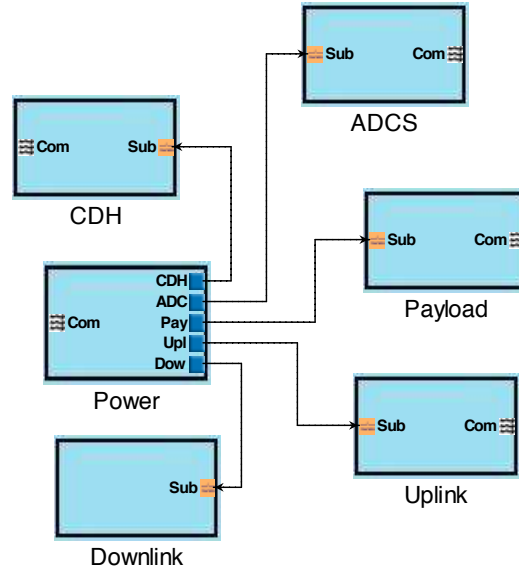 Sub Com
ADCS
Com Sub
CDH
Sub Com
Payload
CDH
ADC
Com Pay
Upl
Dow
Power
Sub Com
Uplink
Sub
Downlink